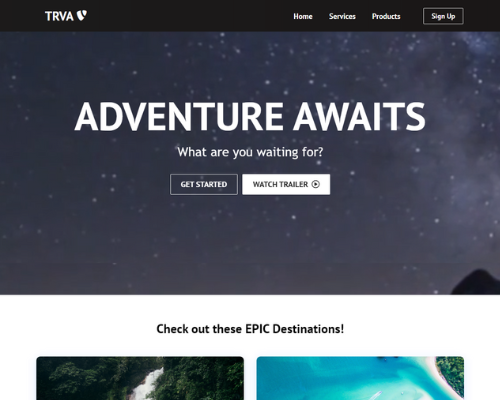 TRVA
Home Services Products Sign Up
ADVENTURE AWAITS
What are you waiting for?
GET STARTED WATCH TRAILER
Check out these EPIC Destinations!